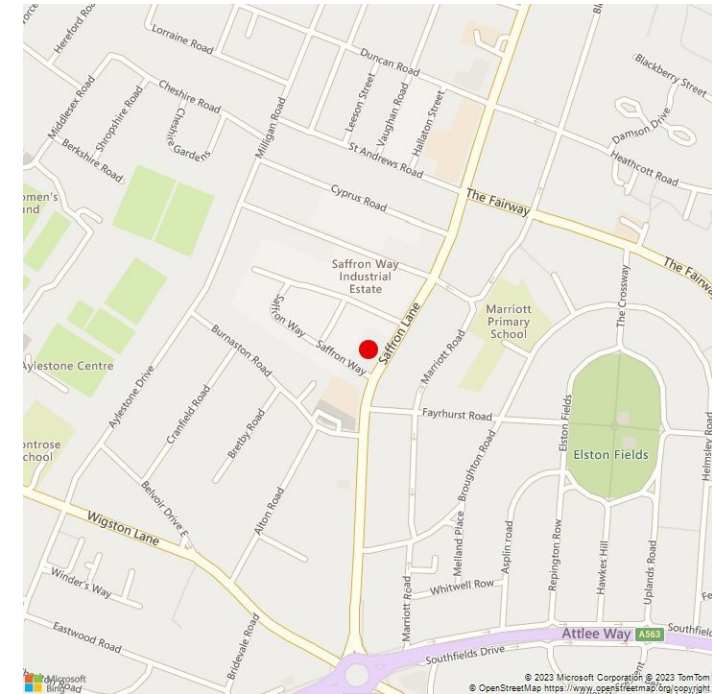 Hereford Road
Lorraine Road
Duncan Road
Blackberry Street
Middlesex Road
Shropshire Road
Cheshire Road
Cheshire
Gardens
Milligan Road
Leeson Street
Vaughan Road
Hallaton Street
Damson Drive
Berkshire Road
St Andrews Road
Heathcott Road
omen's
und
Cyprus Road
The Fairway
The Fairway
Saffron Way
Industrial
Estate
The Crossway
Saffron Way
Saffron Way
Saffron Lane
Marriott
Primary
School
Marriott Road
Burnaston Road
Aylestone Centre
Aylestone Drive
Cranfield Road
Bretby Road
Fayrhurst Road
Elston Fields
Elston Fields
Helmsley Road
ontrose
chool
Broughton Road
Belvoir Drive E
Alton Road
Wigston Lane
Melland Place
Asplin road
Repington Row
Hawkes Hill
Uplands Road
Winder's Way
Whitwell Row
Marriott Road
Eastwood Road
Bridevale Road
Attlee Way A563
Southfields Drive
Southfield
Microsoft
Bing
© 2023 Microsoft Corporation © 2023 TomTom
© OpenStreetMap https://www.openstreetmap.org/copyright